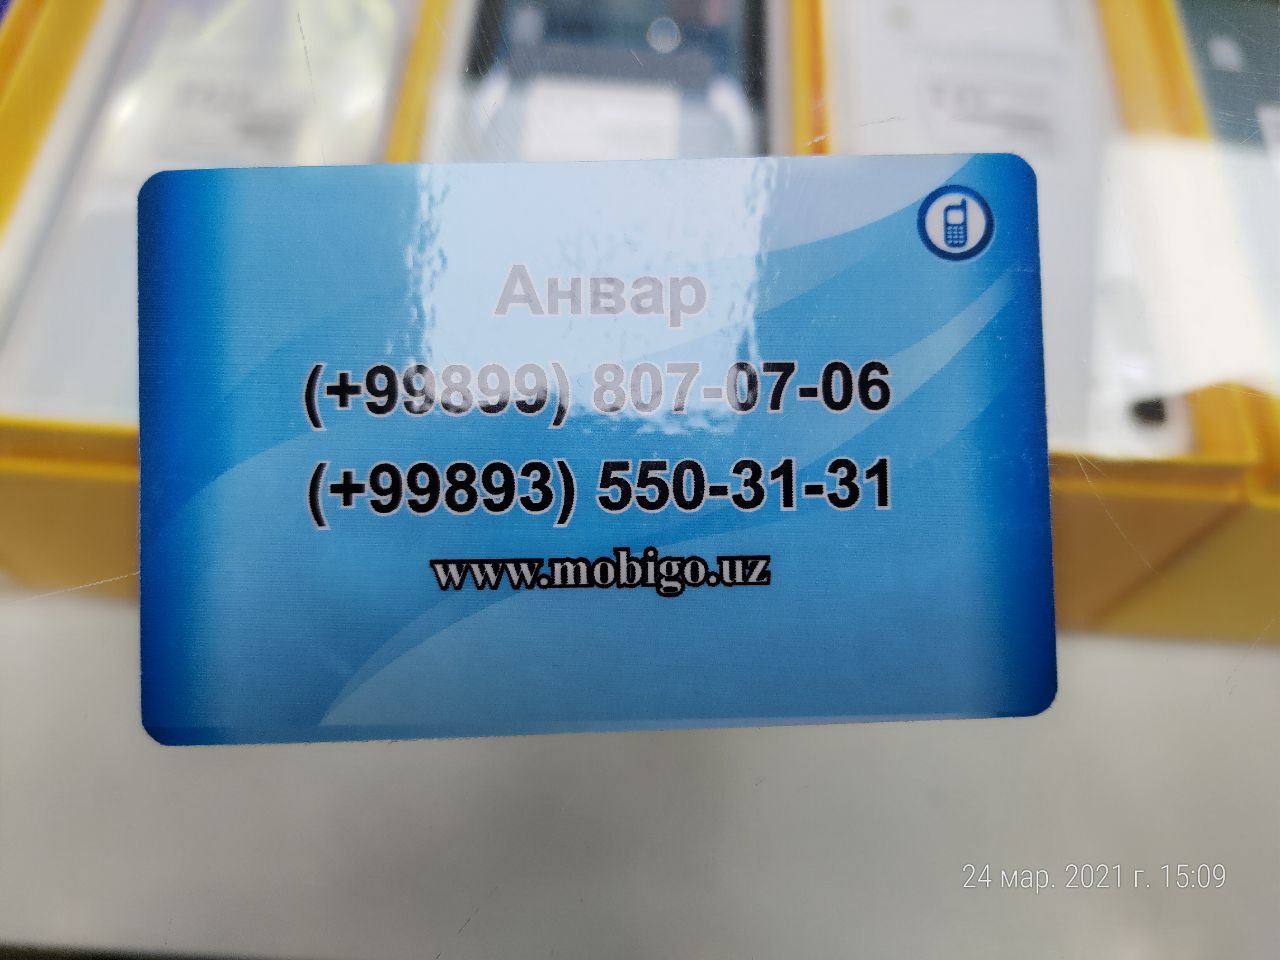 Анвар
(+99899) 807-07-06
(+99893) 550-31-31
www.mobigo.uz
24 мар. 2021 г. 15:09